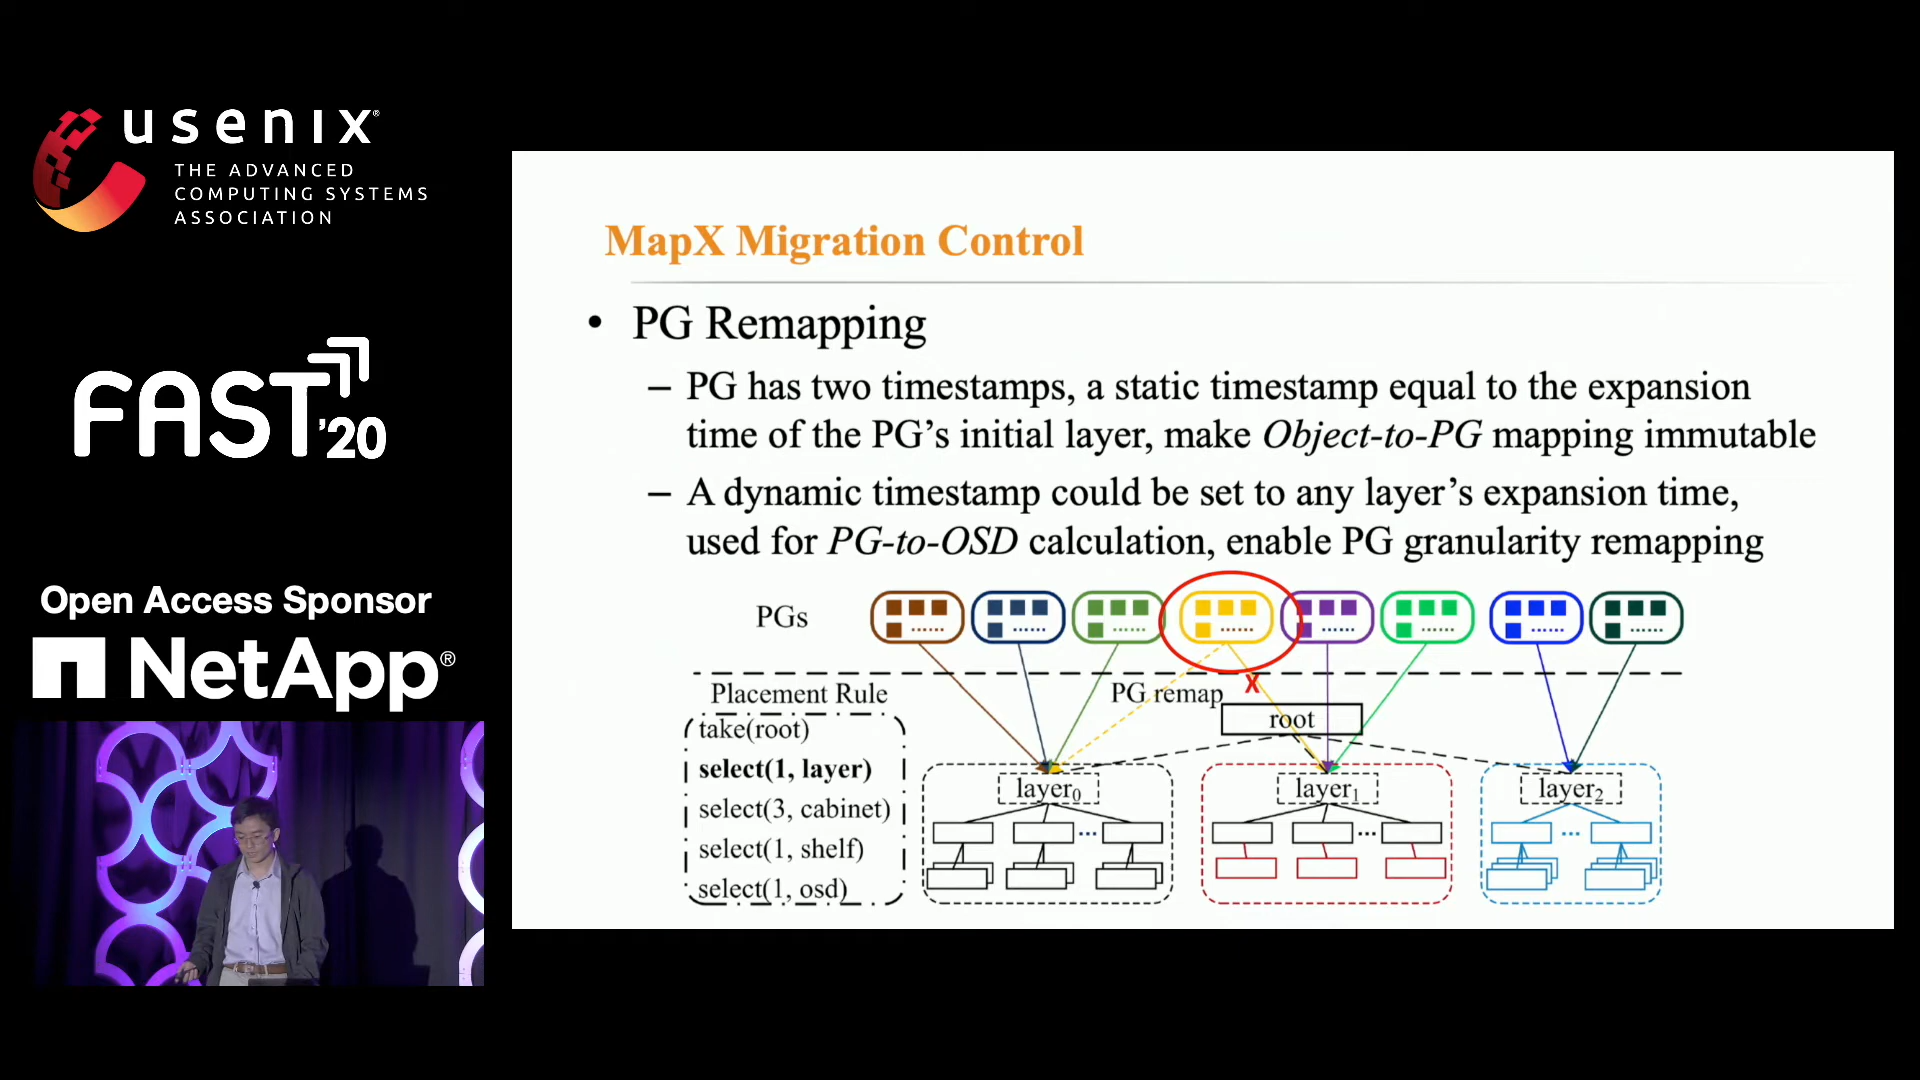 usenix®
THE ADVANCED
COMPUTING SYSTEMS
ASSOCIATION
FAST '20
Open Access Sponsor
NetApp®
MapX Migration Control
• PG Remapping
– PG has two timestamps, a static timestamp equal to the expansion
time of the PG's initial layer, make Object-to-PG mapping immutable
– A dynamic timestamp could be set to any layer's expansion time,
used for PG-to-OSD calculation, enable PG granularity remapping
PGs
...... ...... ...... ...... ...... ...... ...... ......
Placement Rule
PG remap
X
root
take(root)
select(1, layer)
select(3, cabinet)
select(1, shelf)
select(1, osd)
layer₀
layer₁
layer₂
... ... ...